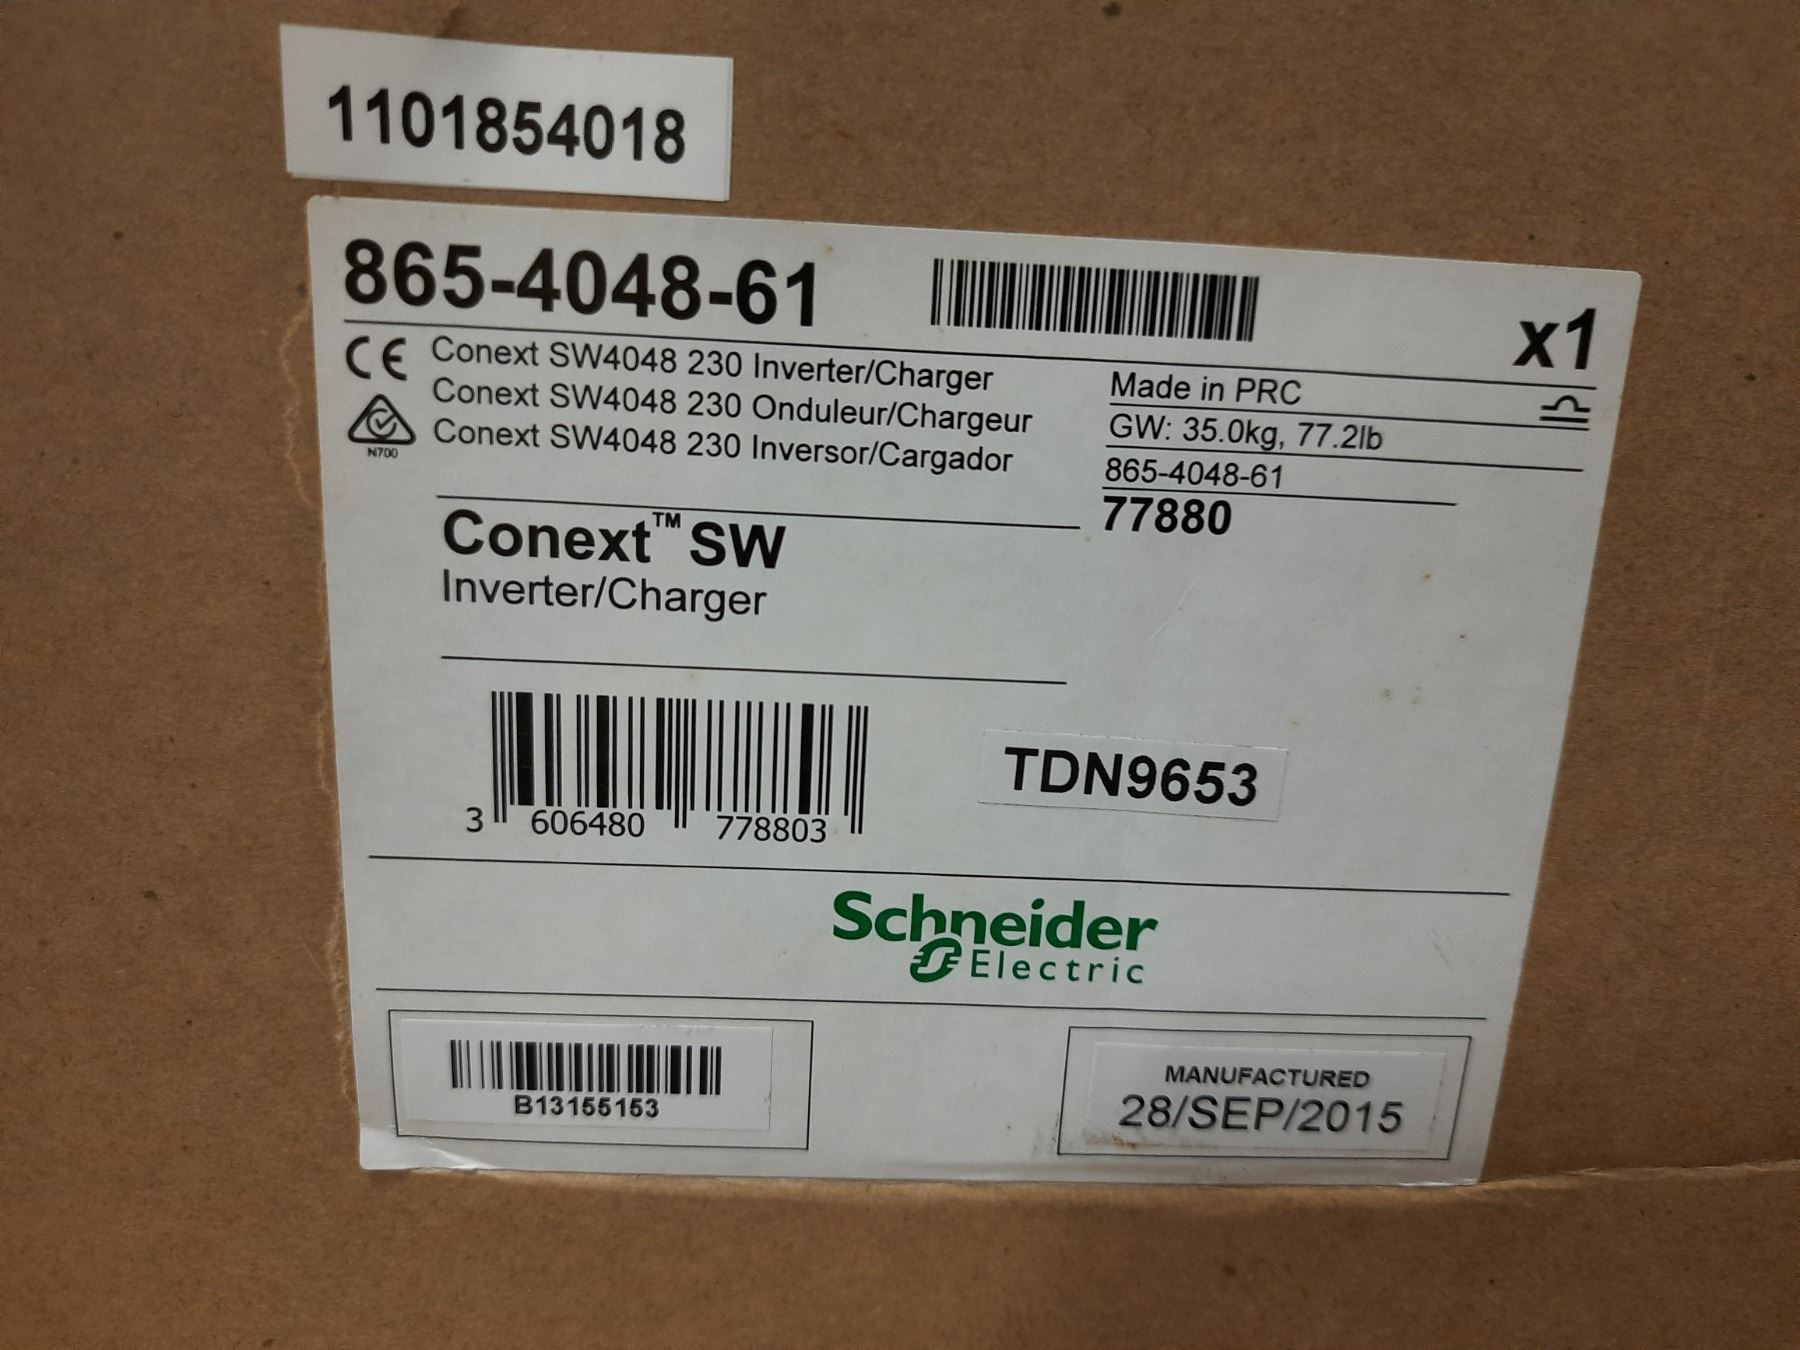 1101854018
865-4048-61
x1
CE Conext SW4048 230 Inverter/Charger
Conext SW4048 230 Onduleur/Chargeur
Conext SW4048 230 Inversor/Cargador
N700
Made in PRC
GW: 35.0kg, 77.2lb
865-4048-61
77880
Conext™ SW
Inverter/Charger
3 606480 778803
TDN9653
Schneider
Electric
B13155153
MANUFACTURED
28/SEP/2015